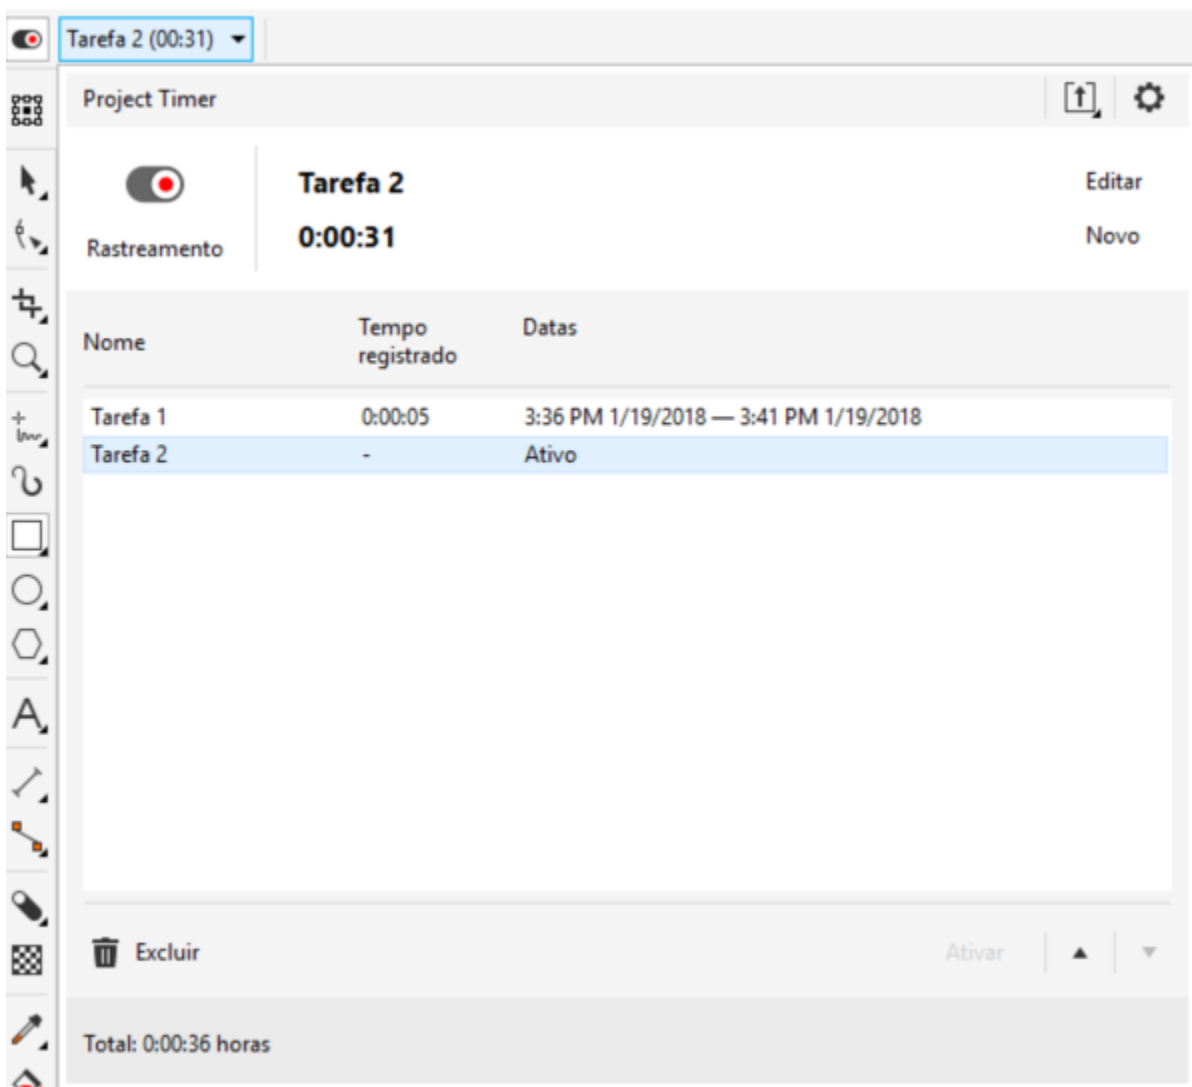 Tarefa 2 (00:31)
Project Timer
Tarefa 2
Editar
0:00:31
Novo
Rastreamento
Nome
Tempo registrado
Datas
Tarefa 1 0:00:05 3:36 PM 1/19/2018 — 3:41 PM 1/19/2018
Tarefa 2 - Ativo
Excluir
Ativar
Total: 0:00:36 horas